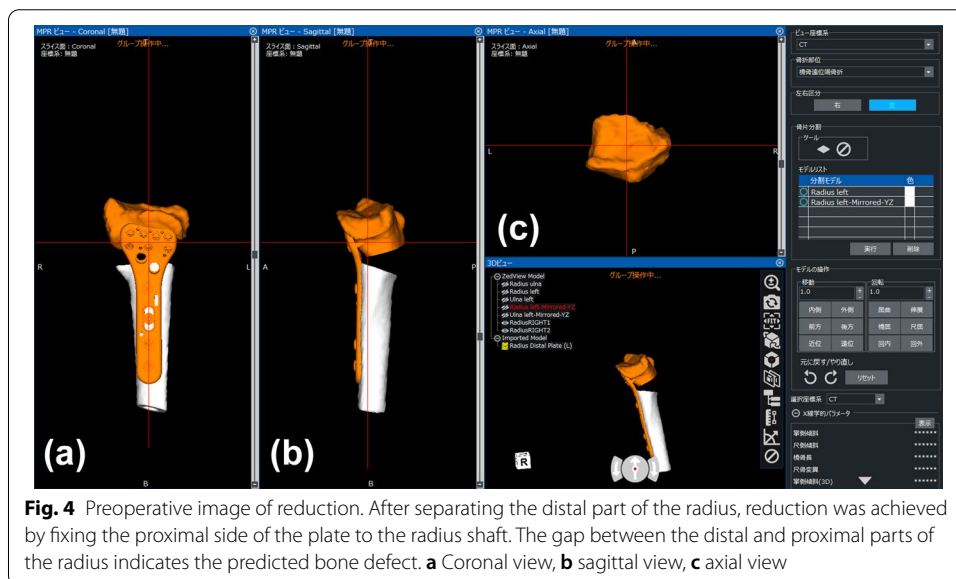 MPR ビュー - Coronal [無題]
スライス面 : Coronal
座標系: 無題
グループ操作中...
R
L
B
(a)
MPR ビュー - Sagittal [無題]
スライス面 : Sagittal
座標系: 無題
グループ操作中...
A
P
B
(b)
MPR ビュー - Axial [無題]
スライス面 : Axial
座標系: 無題
グループ操作中...
A
L
R
P
(c)
3Dビュー
グループ操作中...
ZedView Model
Radius ulna
Radius left
Ulna left
Radius left-Mirrored-YZ
Ulna left-Mirrored-YZ
RadiusRIGHT1
RadiusRIGHT2
Imported Model
Radius Distal Plate (L)
R
FIT
ビュー座標系
CT
骨折部位
橈骨遠位端骨折
左右区分
右
左
骨片分割
ツール
モデルリスト
分割モデル 色
Radius left
Radius left-Mirrored-YZ
実行 削除
モデルの操作
移動 回転
1.0 1.0
内側 外側 屈曲 伸展
前方 後方 橈屈 尺屈
近位 遠位 回内 回外
元に戻す/やり直し
リセット
選択座標系 CT
X線学的パラメータ
表示
掌側傾斜 ******
尺側傾斜 ******
橈骨長 ******
尺骨変異 ******
掌側傾斜(3D) ******
Fig. 4 Preoperative image of reduction. After separating the distal part of the radius, reduction was achieved
by fixing the proximal side of the plate to the radius shaft. The gap between the distal and proximal parts of
the radius indicates the predicted bone defect. a Coronal view, b sagittal view, c axial view